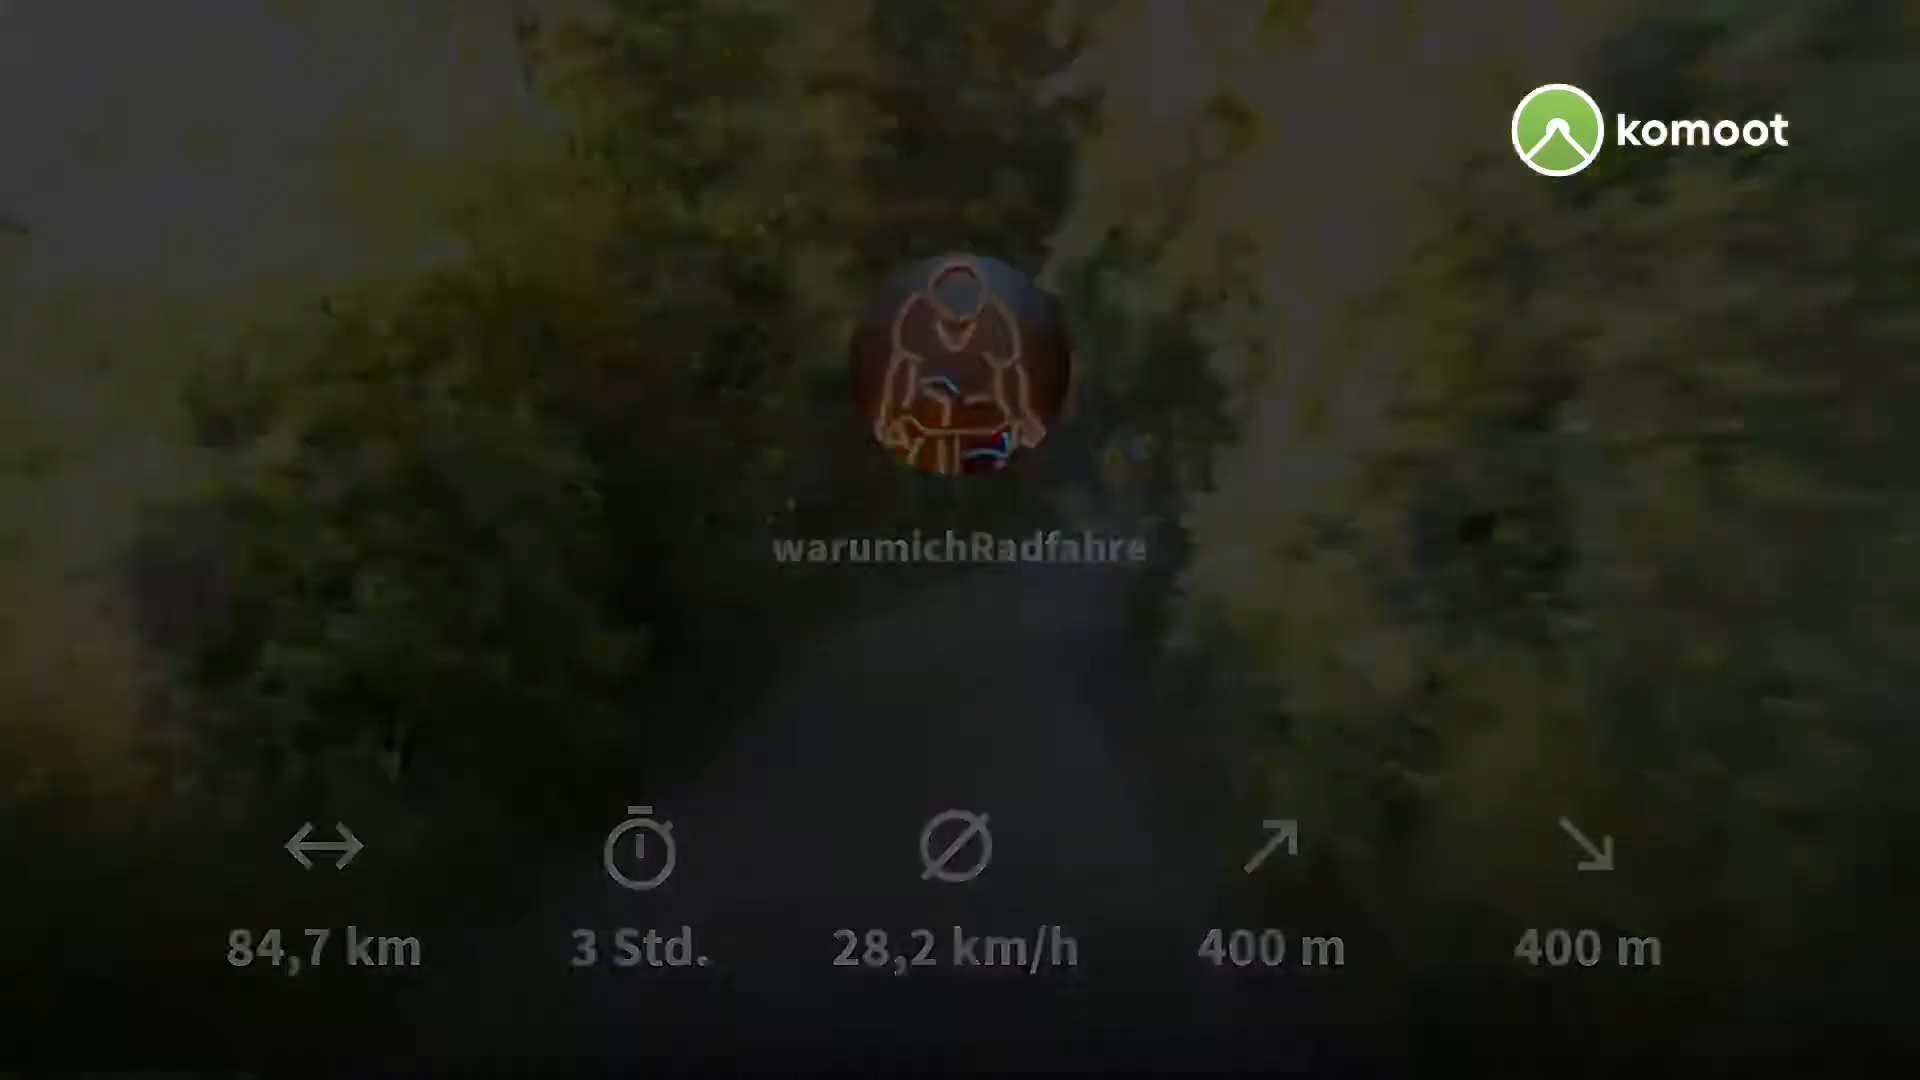 komoot
warumichRadfahre
84,7 km
3 Std.
28,2 km/h
400 m
400 m